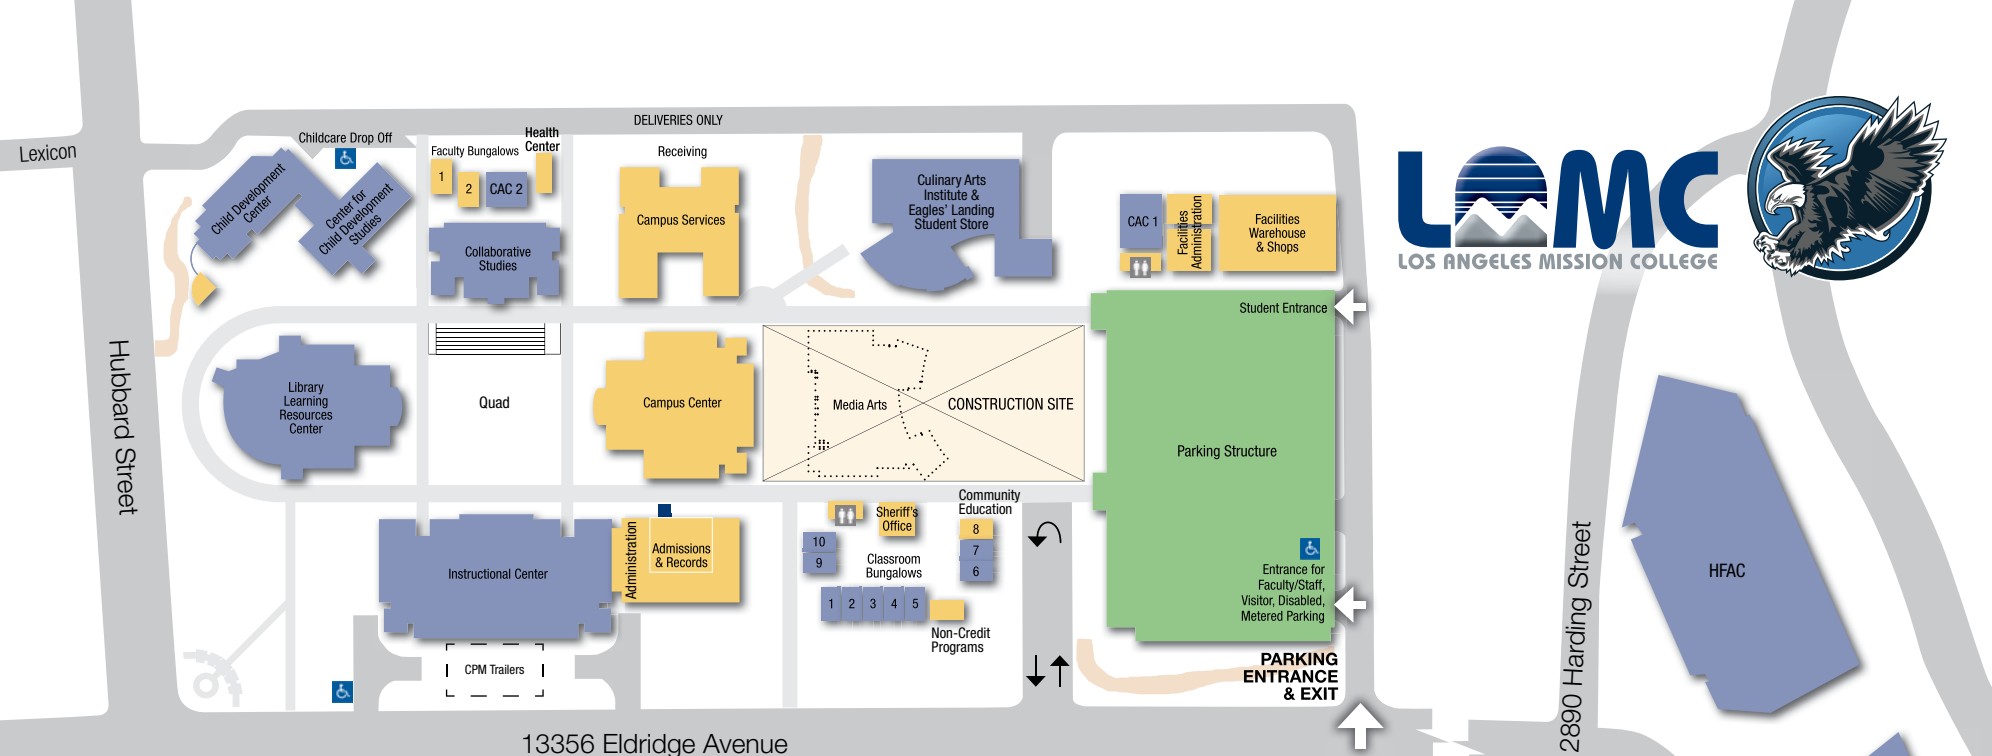 DELIVERIES ONLY
Lexicon
Childcare Drop Off
Faculty Bungalows
Health
Center
1
2
CAC 2
Receiving
Child Development
Center
Center for
Child Development
Studies
Collaborative
Studies
Campus Services
Culinary Arts
Institute &
Eagles' Landing
Student Store
CAC 1
Facilities
Administration
Facilities
Warehouse
& Shops
LOMC
LOS ANGELES MISSION COLLEGE
Student Entrance
Hubbard Street
Library
Learning
Resources
Center
Quad
Campus Center
Media Arts
CONSTRUCTION SITE
Parking Structure
Instructional Center
Administration
Admissions
& Records
Sheriff's
Office
Community
Education
10
9
8
7
6
Classroom
Bungalows
1
2
3
4
5
Non-Credit
Programs
Entrance for
Faculty/Staff,
Visitor, Disabled,
Metered Parking
PARKING
ENTRANCE
& EXIT
CPM Trailers
HFAC
2890 Harding Street
13356 Eldridge Avenue